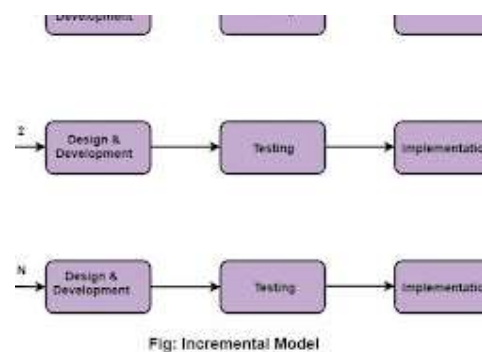 Development
2
Design &
Development
Testing
Implementatio
N
Design &
Development
Testing
Implementatio
Fig: Incremental Model